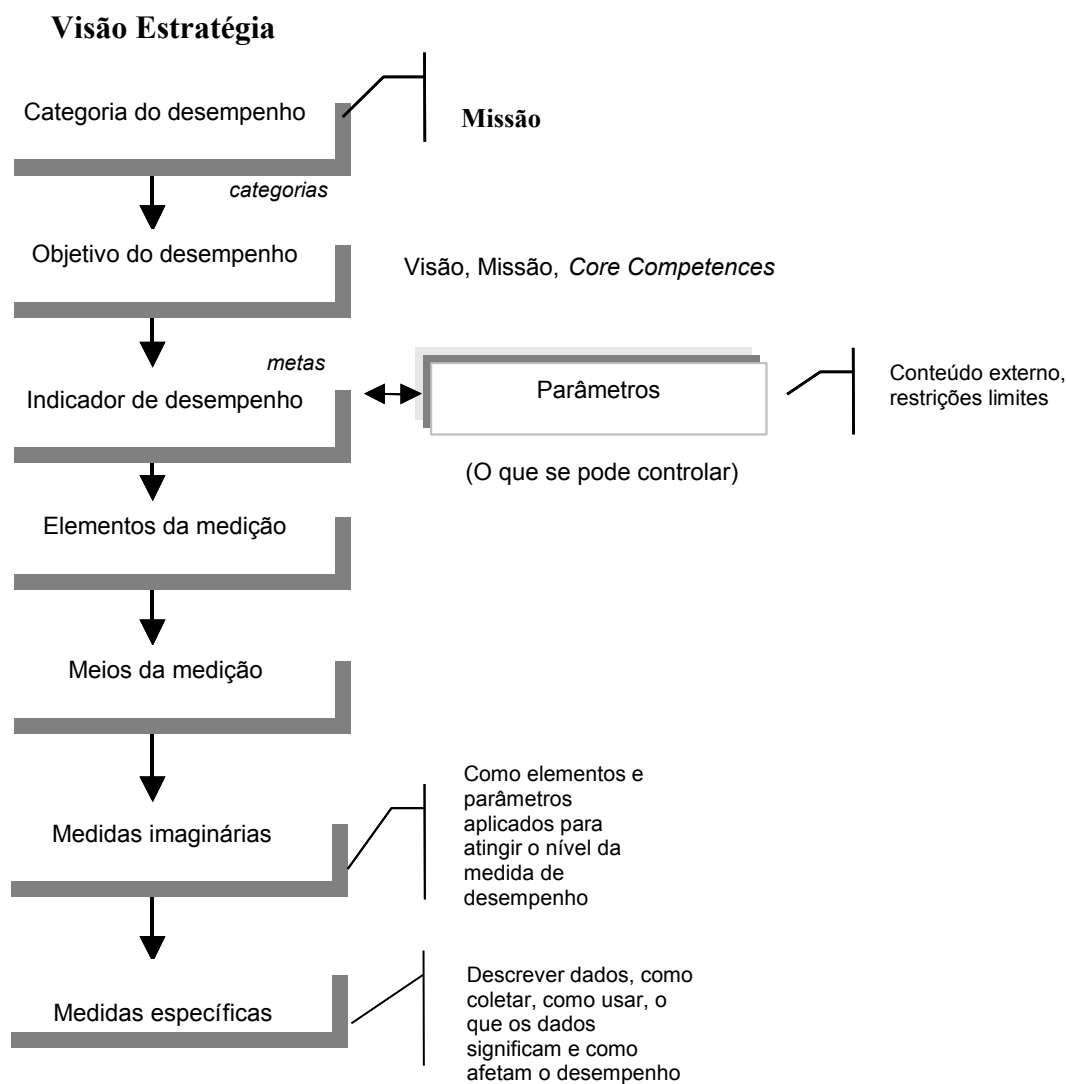 Visão Estratégia
Categoria do desempenho
Missão
categorias
Objetivo do desempenho
Visão, Missão, Core Competences
metas
Indicador de desempenho
Parâmetros
Conteúdo externo,
restrições limites
(O que se pode controlar)
Elementos da medição
Meios da medição
Medidas imaginárias
Como elementos e
parâmetros
aplicados para
atingir o nível da
medida de
desempenho
Medidas específicas
Descrever dados, como
coletar, como usar, o
que os dados
significam e como
afetam o desempenho